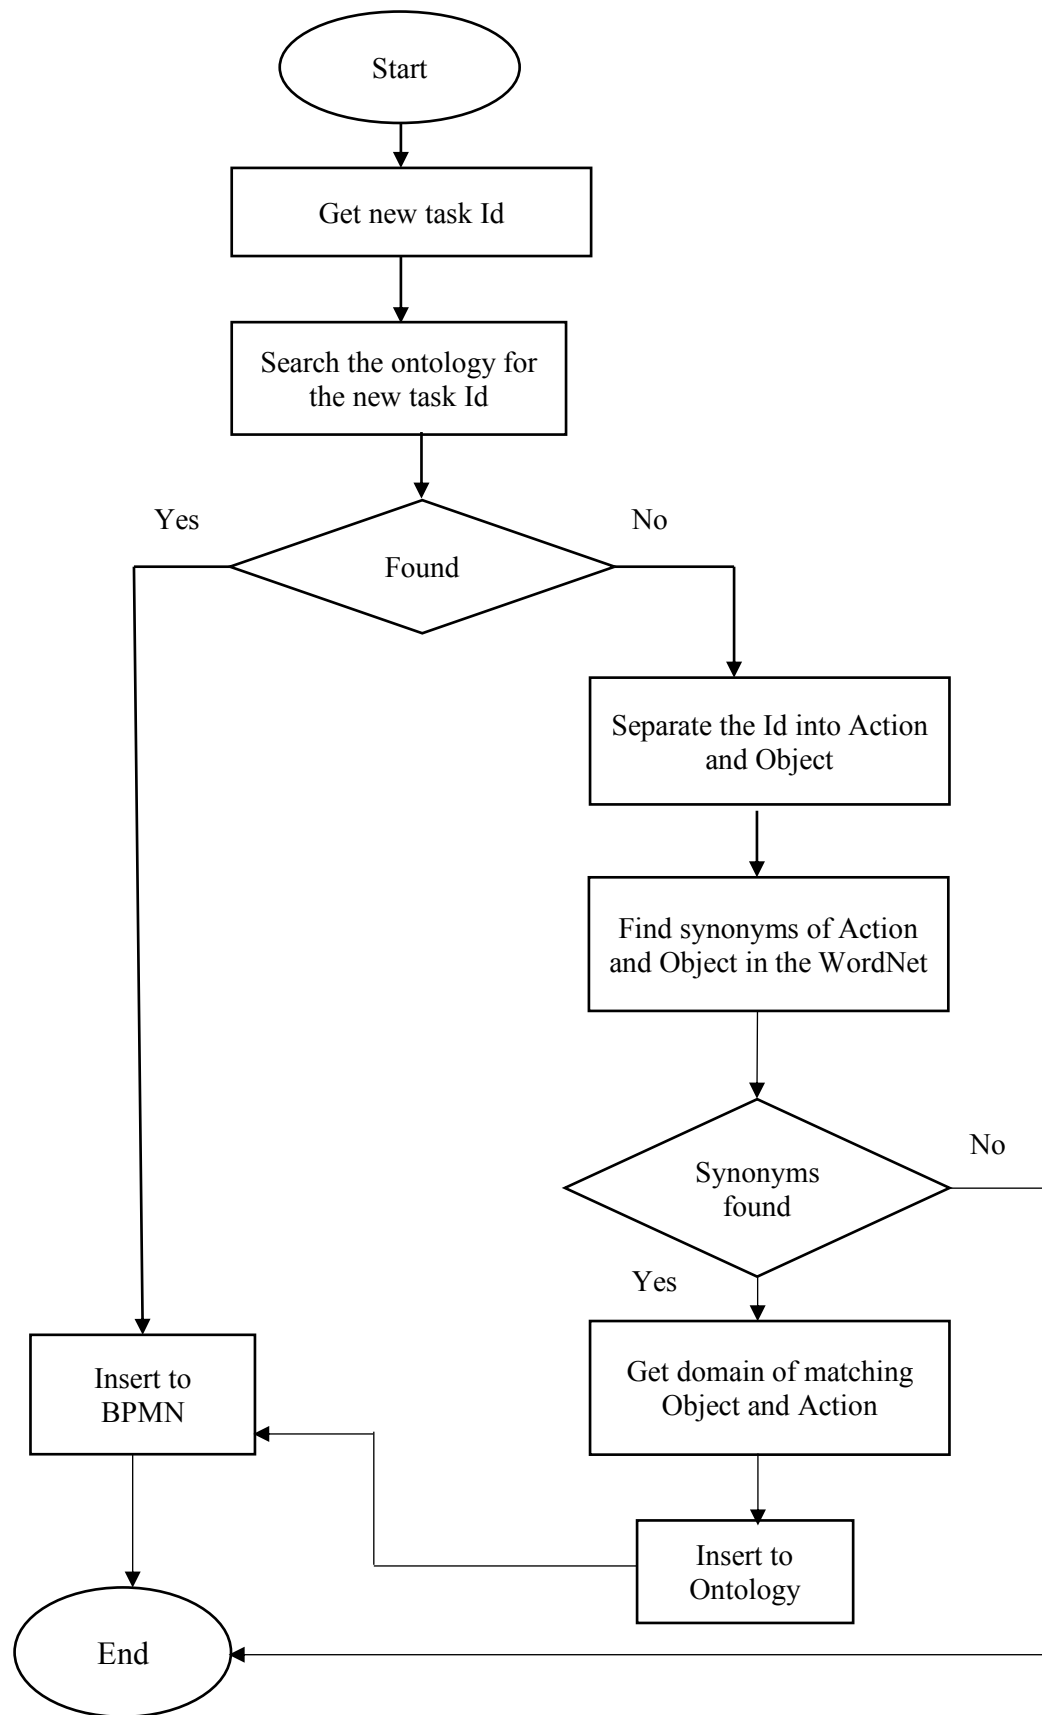 Start
Get new task Id
Search the ontology for
the new task Id
Yes
No
Found
Separate the Id into Action
and Object
Find synonyms of Action
and Object in the WordNet
No
Synonyms
found
Yes
Insert to
BPMN
Get domain of matching
Object and Action
Insert to
Ontology
End